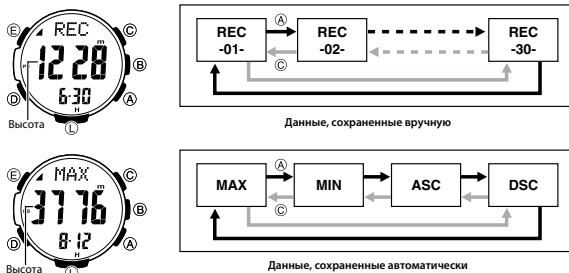 REC
m
12 28
6-30
H
E
C
B
D
A
L
Высота
REC
-01-
A
REC
-02-
REC
-30-
C
Данные, сохраненные вручную
MAX
m
3776
8-12
H
E
C
B
D
A
L
Высота
MAX
A
MIN
ASC
DSC
C
Данные, сохраненные автоматически